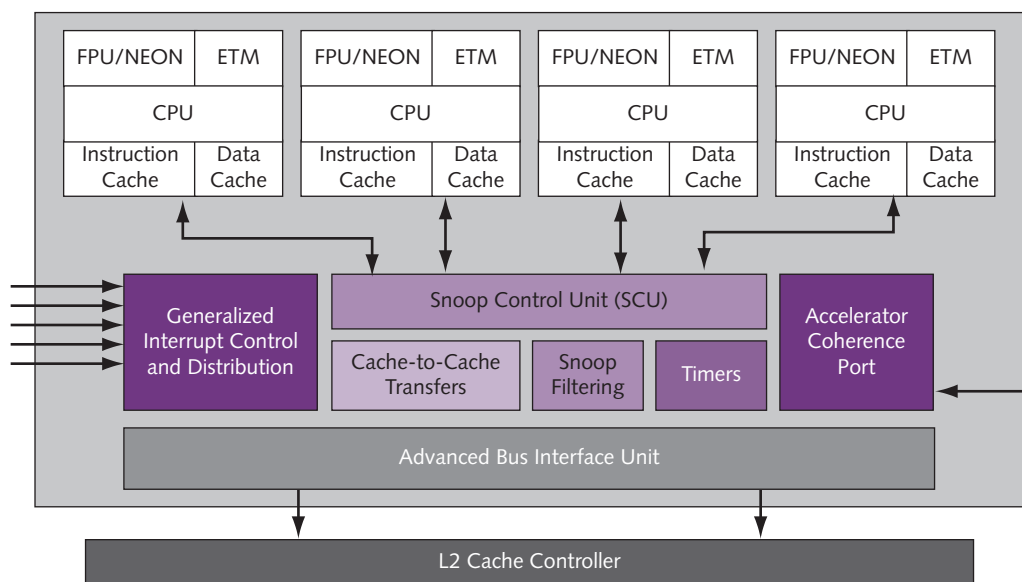 FPU/NEON ETM
CPU
Instruction Cache
Data Cache
FPU/NEON ETM
CPU
Instruction Cache
Data Cache
FPU/NEON ETM
CPU
Instruction Cache
Data Cache
FPU/NEON ETM
CPU
Instruction Cache
Data Cache
Generalized
Interrupt Control
and Distribution
Snoop Control Unit (SCU)
Cache-to-Cache
Transfers
Snoop
Filtering
Timers
Accelerator
Coherence
Port
Advanced Bus Interface Unit
L2 Cache Controller